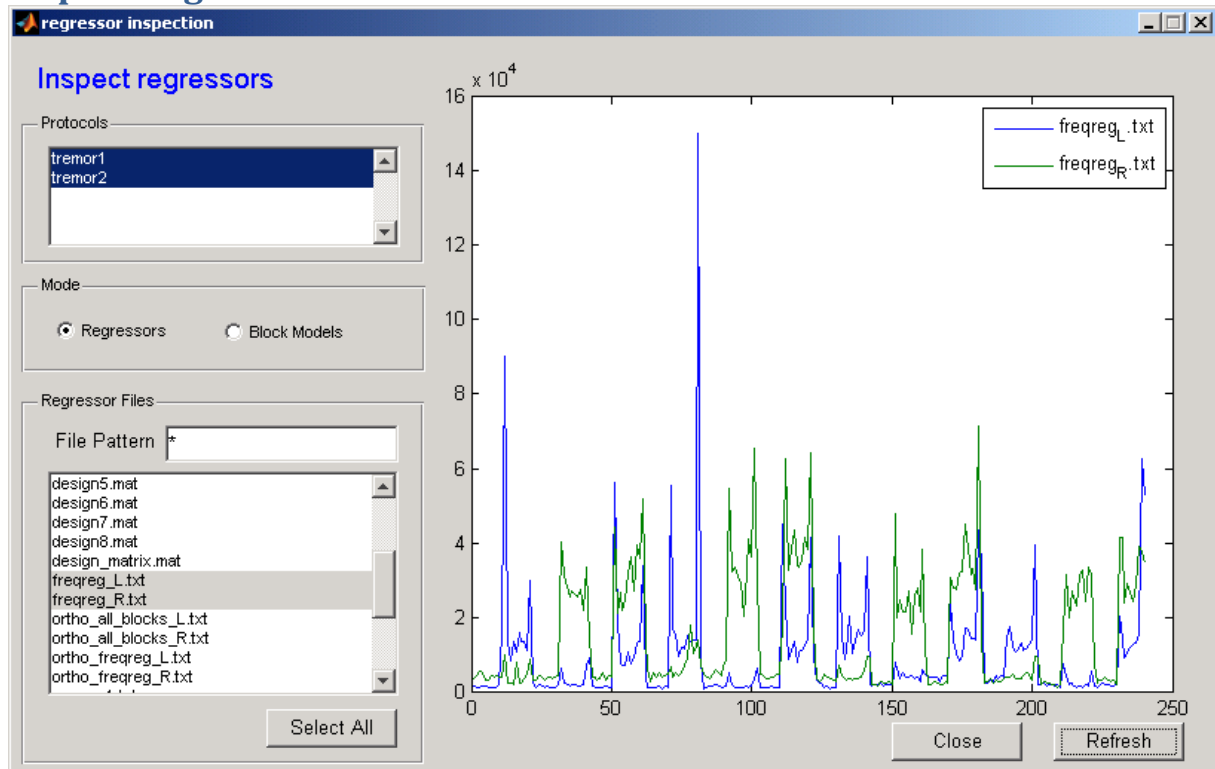 regressor inspection
Inspect regressors
Protocols
tremor1
tremor2
Mode
Regressors
Block Models
Regressor Files
File Pattern *
design5.mat
design6.mat
design7.mat
design8.mat
design_matrix.mat
freqreg_L.txt
freqreg_R.txt
ortho_all_blocks_L.txt
ortho_all_blocks_R.txt
ortho_freqreg_L.txt
ortho_freqreg_R.txt
Select All
x 10^4
16
14
12
10
8
6
4
2
0
0 50 100 150 200 250
freqreg_L.txt
freqreg_R.txt
Close
Refresh